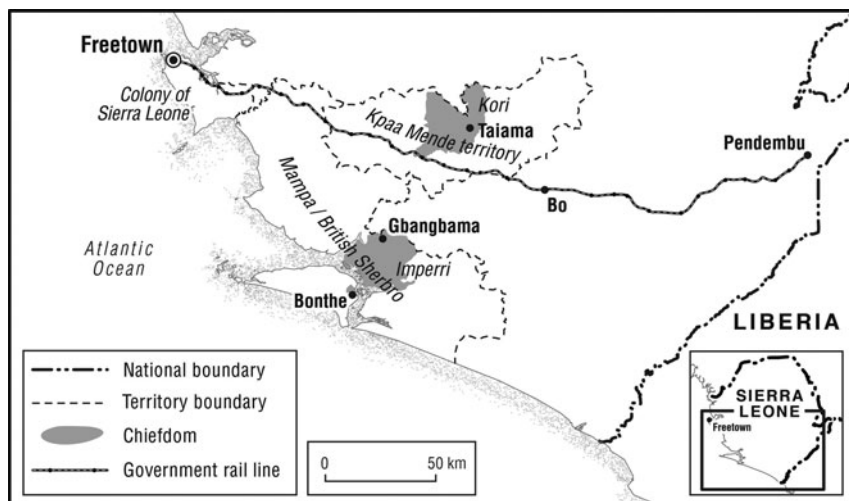 Freetown
Colony of
Sierra Leone
Kori
Taiama
Kpaa Mende territory
Pendembu
Bo
Mampa / British Sherbro
Gbangbama
Imperri
Atlantic
Ocean
Bonthe
LIBERIA
National boundary
Territory boundary
Chiefdom
Government rail line
0 50 km
SIERRA
LEONE
Freetown